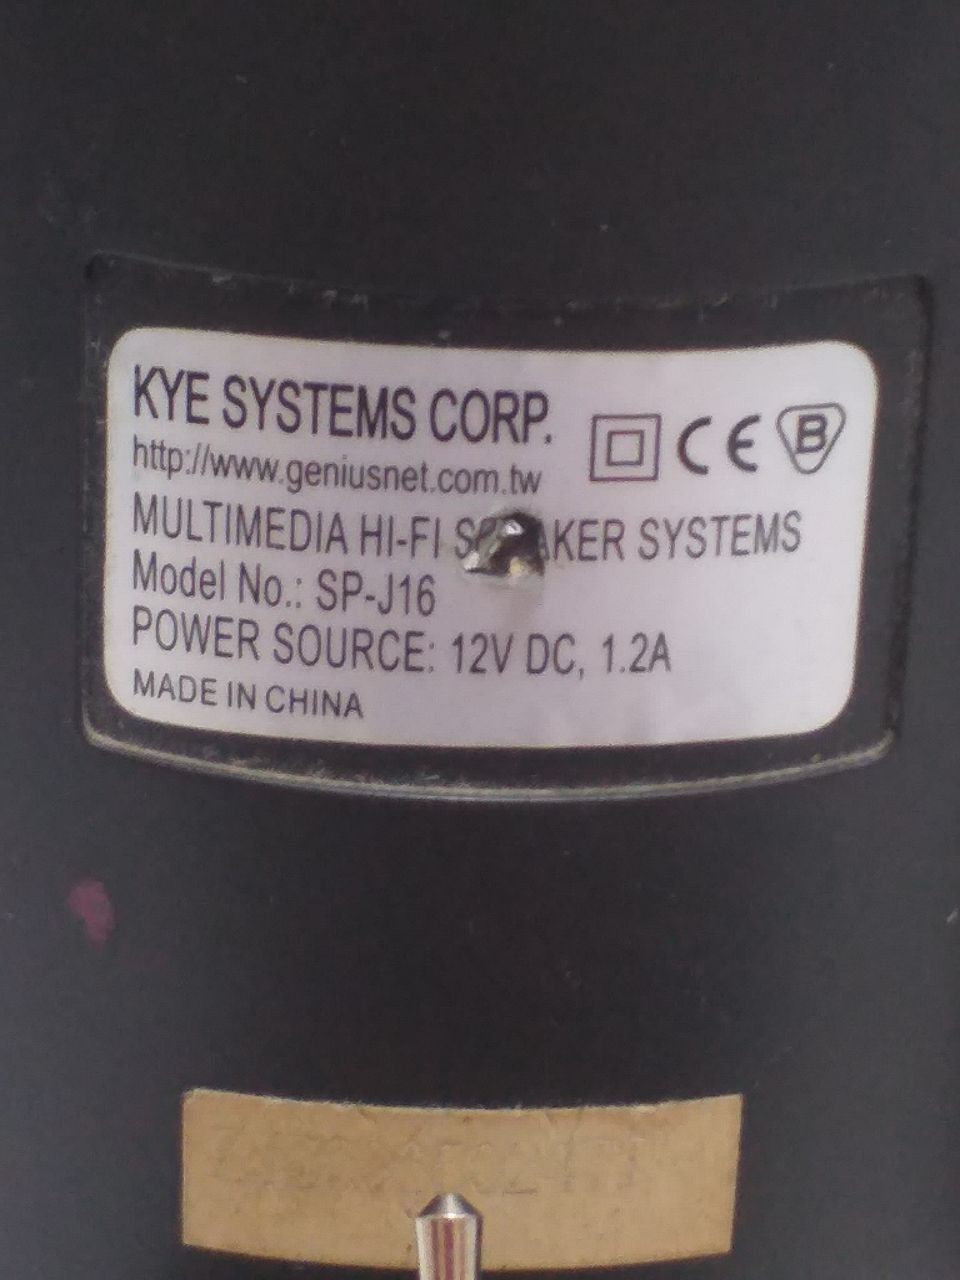 KYE SYSTEMS CORP.
CE B
http://www.geniusnet.com.tw
MULTIMEDIA HI-FI SYSTEMS
Model No.: SP-J16
POWER SOURCE: 12V DC, 1.2A
MADE IN CHINA